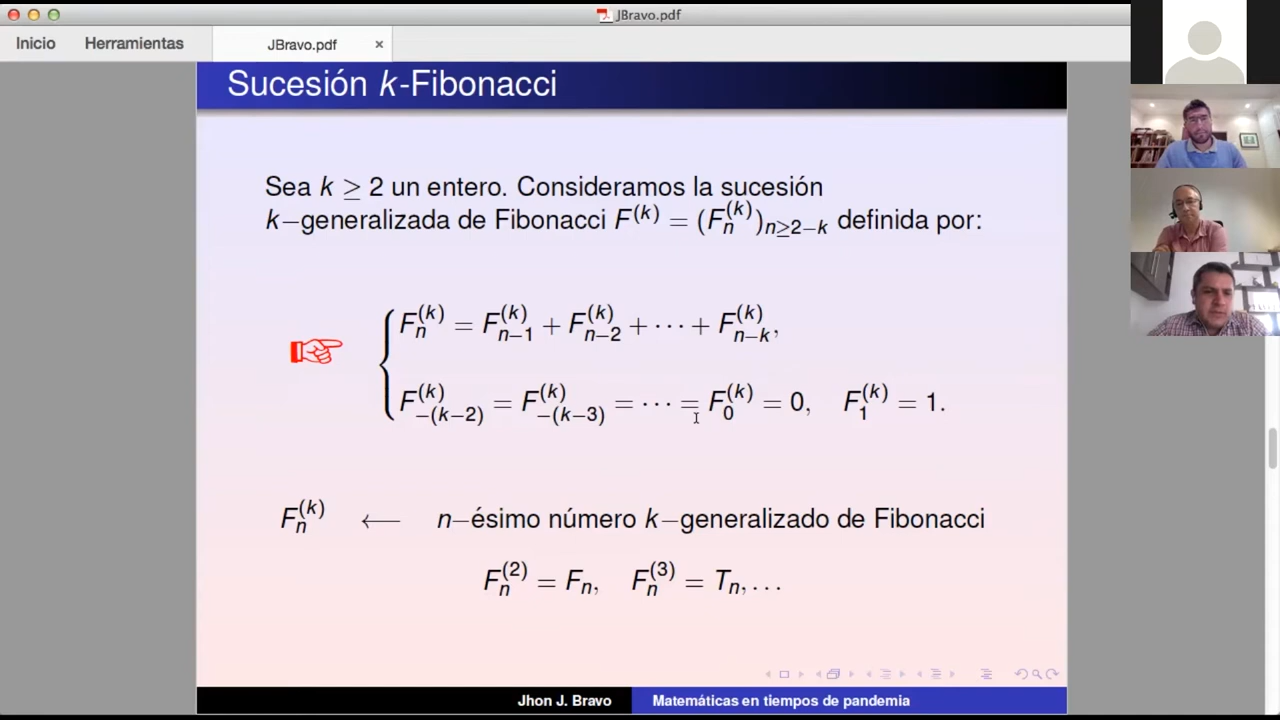 JBravo.pdf
Inicio Herramientas JBravo.pdf ×
Sucesión k-Fibonacci
Sea k ≥ 2 un entero. Consideramos la sucesión
k−generalizada de Fibonacci F^(k) = (F_n^(k))_{n≥2−k} definida por:
F_n^(k) = F_{n−1}^(k) + F_{n−2}^(k) + ··· + F_{n−k}^(k),
F_{−(k−2)}^(k) = F_{−(k−3)}^(k) = ··· = F_0^(k) = 0, F_1^(k) = 1.
F_n^(k) ⟵ n−ésimo número k−generalizado de Fibonacci
F_n^(2) = F_n, F_n^(3) = T_n, ...
Jhon J. Bravo Matemáticas en tiempos de pandemia